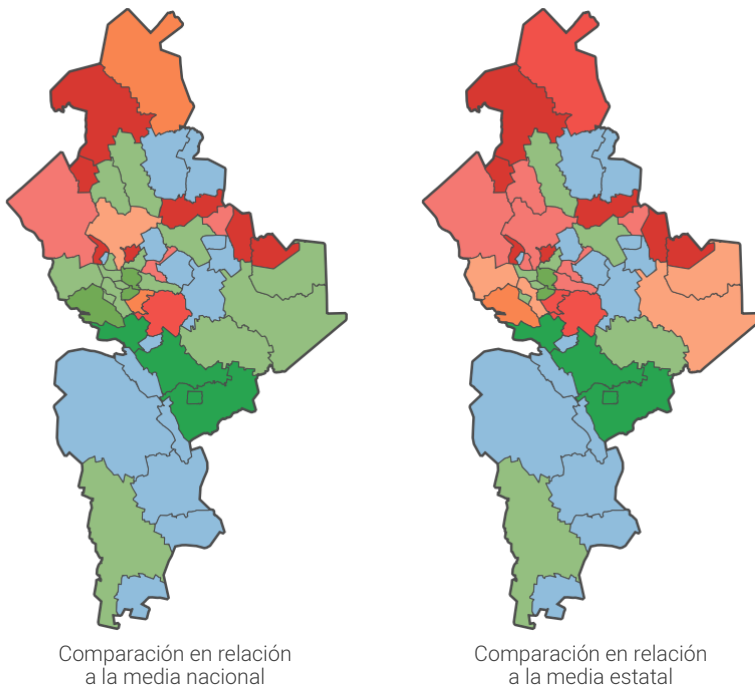 Comparación en relación
a la media nacional
Comparación en relación
a la media estatal